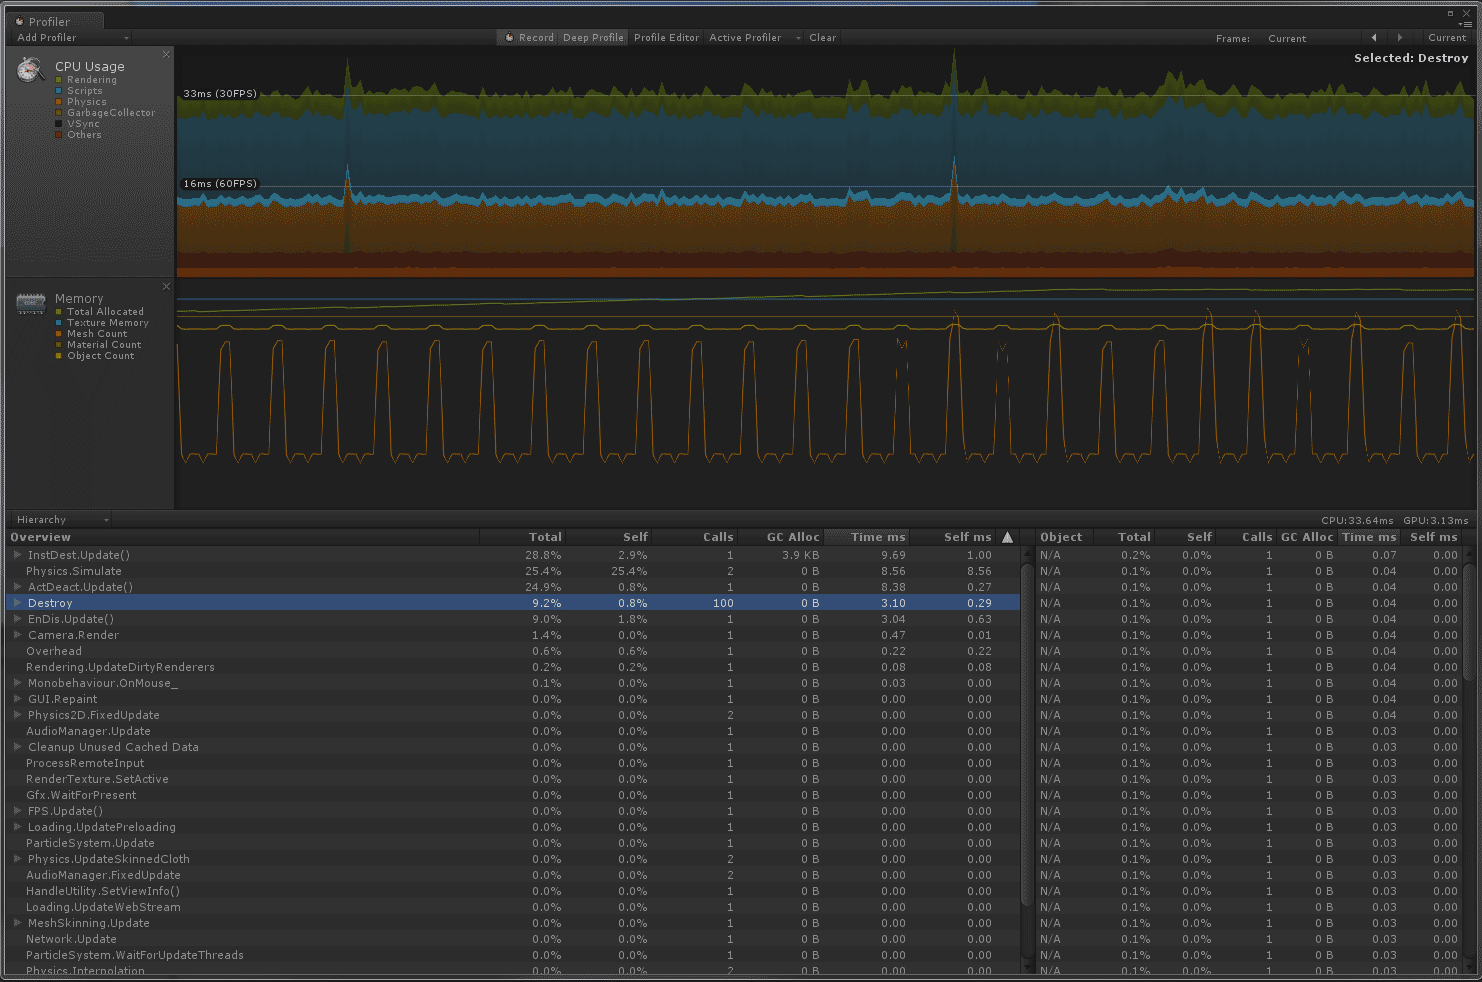 Profiler
Add Profiler Record Deep Profile Profiler Editor Active Profiler Clear Frame: Current Current
CPU Usage
Rendering
Scripts
Physics
GarbageCollector
VSync
Others
Selected: Destroy
33ms (30FPS)
16ms (60FPS)
Memory
Total Allocated
Texture Memory
Mesh Count
Material Count
Object Count
Hierarchy CPU:33.64ms GPU:3.13ms
Overview Total Self Calls GC Alloc Time ms Self ms Object Total Self Calls GC Alloc Time ms Self ms
InstDest.Update() 28.8% 2.9% 1 3.9 KB 9.69 1.00 N/A 0.2% 0.0% 1 0 B 0.07 0.00
Physics.Simulate 25.4% 25.4% 2 0 B 8.56 8.56 N/A 0.1% 0.0% 1 0 B 0.04 0.00
ActDeact.Update() 24.9% 0.8% 1 0 B 8.38 0.27 N/A 0.1% 0.0% 1 0 B 0.04 0.00
Destroy 9.2% 0.8% 100 0 B 3.10 0.29 N/A 0.1% 0.0% 1 0 B 0.04 0.00
EnDis.Update() 9.0% 1.8% 1 0 B 3.04 0.63 N/A 0.1% 0.0% 1 0 B 0.04 0.00
Camera.Render 1.4% 0.0% 1 0 B 0.47 0.01 N/A 0.1% 0.0% 1 0 B 0.04 0.00
Overhead 0.6% 0.6% 1 0 B 0.22 0.22 N/A 0.1% 0.0% 1 0 B 0.04 0.00
Rendering.UpdateDirtyRenderers 0.2% 0.2% 1 0 B 0.08 0.08 N/A 0.1% 0.0% 1 0 B 0.04 0.00
Monobehaviour.OnMouse_ 0.1% 0.0% 1 0 B 0.03 0.00 N/A 0.1% 0.0% 1 0 B 0.04 0.00
GUI.Repaint 0.0% 0.0% 1 0 B 0.00 0.00 N/A 0.1% 0.0% 1 0 B 0.04 0.00
Physics2D.FixedUpdate 0.0% 0.0% 2 0 B 0.00 0.00 N/A 0.1% 0.0% 1 0 B 0.04 0.00
AudioManager.Update 0.0% 0.0% 1 0 B 0.00 0.00 N/A 0.1% 0.0% 1 0 B 0.03 0.00
Cleanup Unused Cached Data 0.0% 0.0% 1 0 B 0.00 0.00 N/A 0.1% 0.0% 1 0 B 0.03 0.00
ProcessRemoteInput 0.0% 0.0% 1 0 B 0.00 0.00 N/A 0.1% 0.0% 1 0 B 0.03 0.00
RenderTexture.SetActive 0.0% 0.0% 1 0 B 0.00 0.00 N/A 0.1% 0.0% 1 0 B 0.03 0.00
Gfx.WaitForPresent 0.0% 0.0% 1 0 B 0.00 0.00 N/A 0.1% 0.0% 1 0 B 0.03 0.00
FPS.Update() 0.0% 0.0% 1 0 B 0.00 0.00 N/A 0.1% 0.0% 1 0 B 0.03 0.00
Loading.UpdatePreloading 0.0% 0.0% 1 0 B 0.00 0.00 N/A 0.1% 0.0% 1 0 B 0.03 0.00
ParticleSystem.Update 0.0% 0.0% 1 0 B 0.00 0.00 N/A 0.1% 0.0% 1 0 B 0.03 0.00
Physics.UpdateSkinnedCloth 0.0% 0.0% 2 0 B 0.00 0.00 N/A 0.1% 0.0% 1 0 B 0.03 0.00
AudioManager.FixedUpdate 0.0% 0.0% 2 0 B 0.00 0.00 N/A 0.1% 0.0% 1 0 B 0.03 0.00
HandleUtility.SetViewInfo() 0.0% 0.0% 1 0 B 0.00 0.00 N/A 0.1% 0.0% 1 0 B 0.03 0.00
Loading.UpdateWebStream 0.0% 0.0% 1 0 B 0.00 0.00 N/A 0.1% 0.0% 1 0 B 0.03 0.00
MeshSkinning.Update 0.0% 0.0% 1 0 B 0.00 0.00 N/A 0.1% 0.0% 1 0 B 0.03 0.00
Network.Update 0.0% 0.0% 1 0 B 0.00 0.00 N/A 0.1% 0.0% 1 0 B 0.03 0.00
ParticleSystem.WaitForUpdateThreads 0.0% 0.0% 1 0 B 0.00 0.00 N/A 0.1% 0.0% 1 0 B 0.03 0.00
Physics.Interpolation 0.0% 0.0% 2 0 B 0.00 0.00 N/A 0.1% 0.0% 1 0 B 0.03 0.00